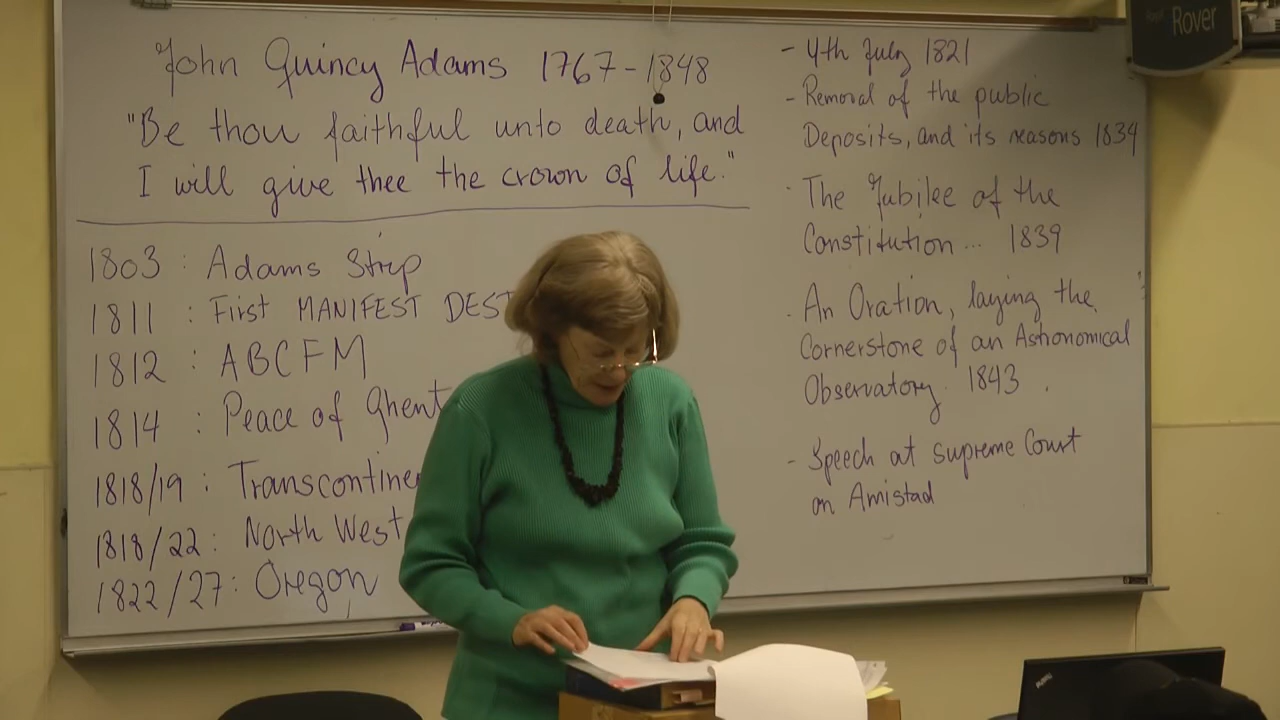 John Quincy Adams 1767-1848
"Be thou faithful unto death, and
I will give thee the crown of life."
1803 : Adams Strip
1811 : First MANIFEST DEST
1812 : ABCFM
1814 : Peace of Ghent
1818/19 : Transcontine
1818/22 : North West
1822/27 : Oregon
- 4th July 1821
- Removal of the public
Deposits, and its reasons 1834
· The Jubilee of the
Constitution ... 1839
· An Oration, laying the
Cornerstone of an Astronomical
Observatory. 1843 .
- Speech at supreme Court
on Amistad
Rover